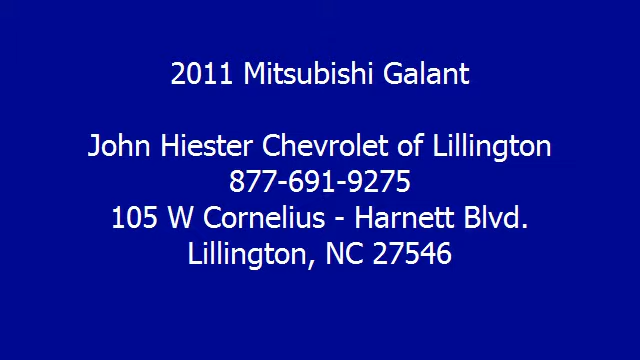 2011 Mitsubishi Galant
John Hiester Chevrolet of Lillington
877-691-9275
105 W Cornelius - Harnett Blvd.
Lillington, NC 27546